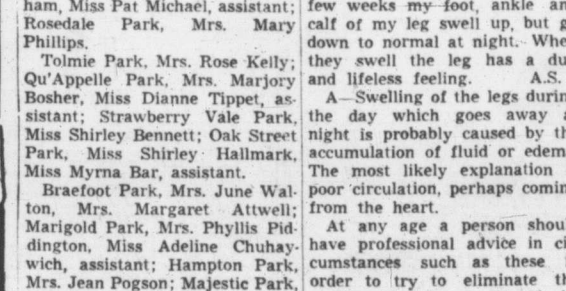 ham, Miss Pat Michael, assistant;
Rosedale Park, Mrs. Mary
Phillips.
Tolmie Park, Mrs. Rose Kelly;
Qu'Appelle Park, Mrs. Marjory
Bosher, Miss Dianne Tippet, as-
sistant; Strawberry Vale Park,
Miss Shirley Bennett; Oak Street
Park, Miss Shirley Hallmark,
Miss Myrna Bar, assistant.
Braefoot Park, Mrs. June Wal-
ton, Mrs. Margaret Attwell;
Marigold Park, Mrs. Phyllis Pid-
dington, Miss Adeline Chuhay-
wich, assistant; Hampton Park,
Mrs. Jean Pogson; Majestic Park,
few weeks my foot, ankle an
calf of my leg swell up, but g
down to normal at night. Whe
they swell the leg has a du
and lifeless feeling. A.S.
A—Swelling of the legs durin
the day which goes away
night is probably caused by th
accumulation of fluid or edem
The most likely explanation
poor circulation, perhaps comin
from the heart.
At any age a person shoul
have professional advice in ci
cumstances such as these
order to try to eliminate th